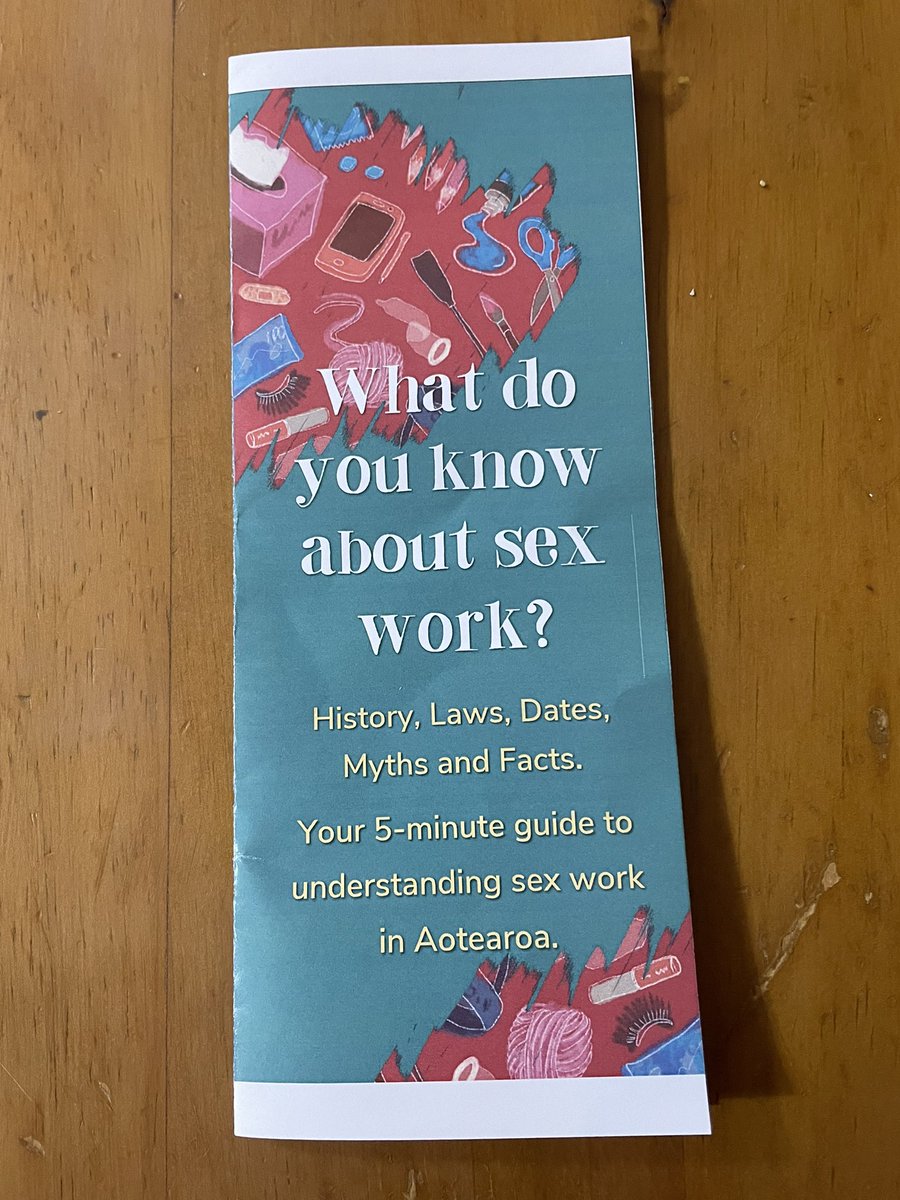 What do
you know
about sex
work?
History, Laws, Dates,
Myths and Facts.
Your 5-minute guide to
understanding sex work
in Aotearoa.